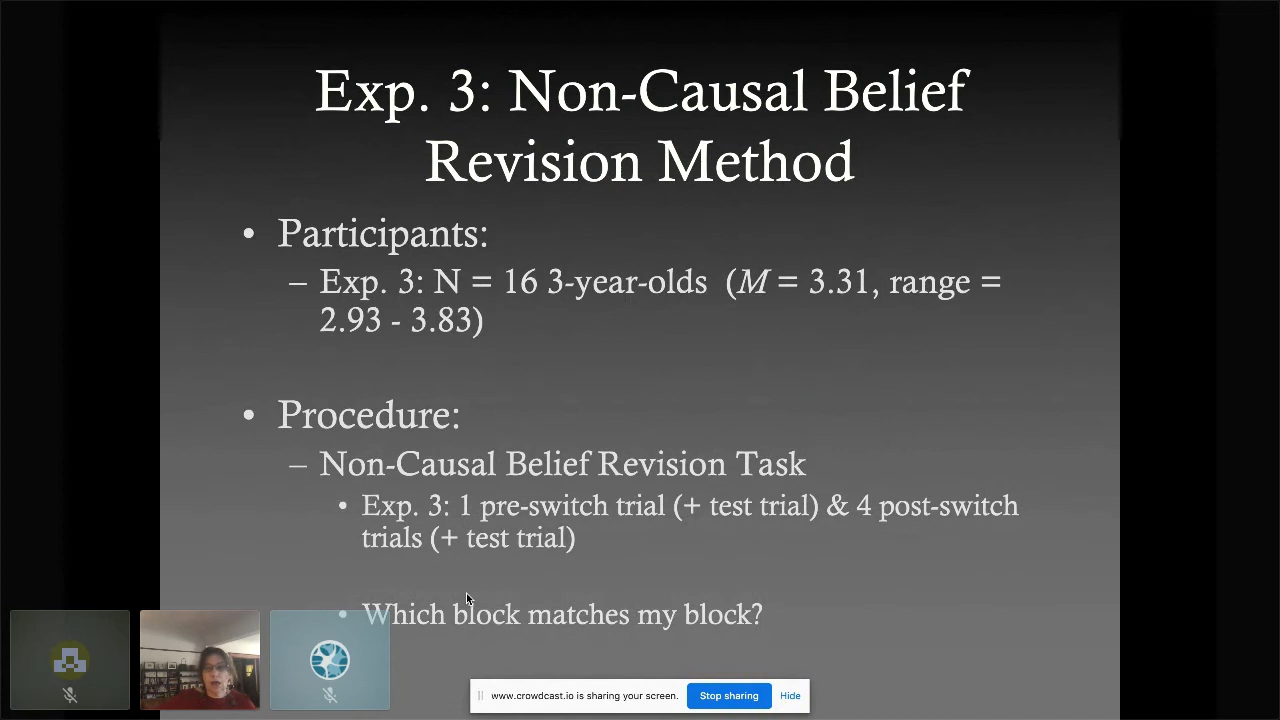 Exp. 3: Non-Causal Belief
Revision Method
• Participants:
– Exp. 3: N = 16 3-year-olds (M = 3.31, range =
2.93 - 3.83)
• Procedure:
– Non-Causal Belief Revision Task
• Exp. 3: 1 pre-switch trial (+ test trial) & 4 post-switch
trials (+ test trial)
• Which block matches my block?
www.crowdcast.io is sharing your screen.
Stop sharing
Hide